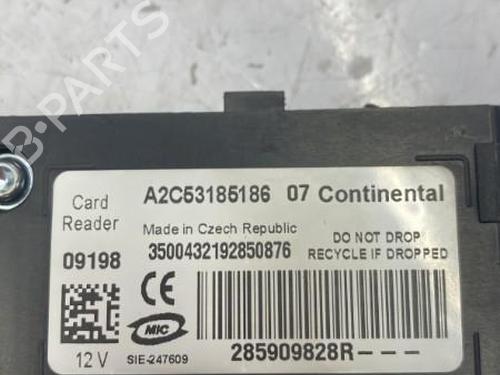 B-PARTS
A2C53185186 07 Continental
Card
Reader
Made in Czech Republic
3500432192850876
DO NOT DROP
RECYCLE IF DROPPED
09198
CE
MIC
12 V
SIE-247609
285909828R---